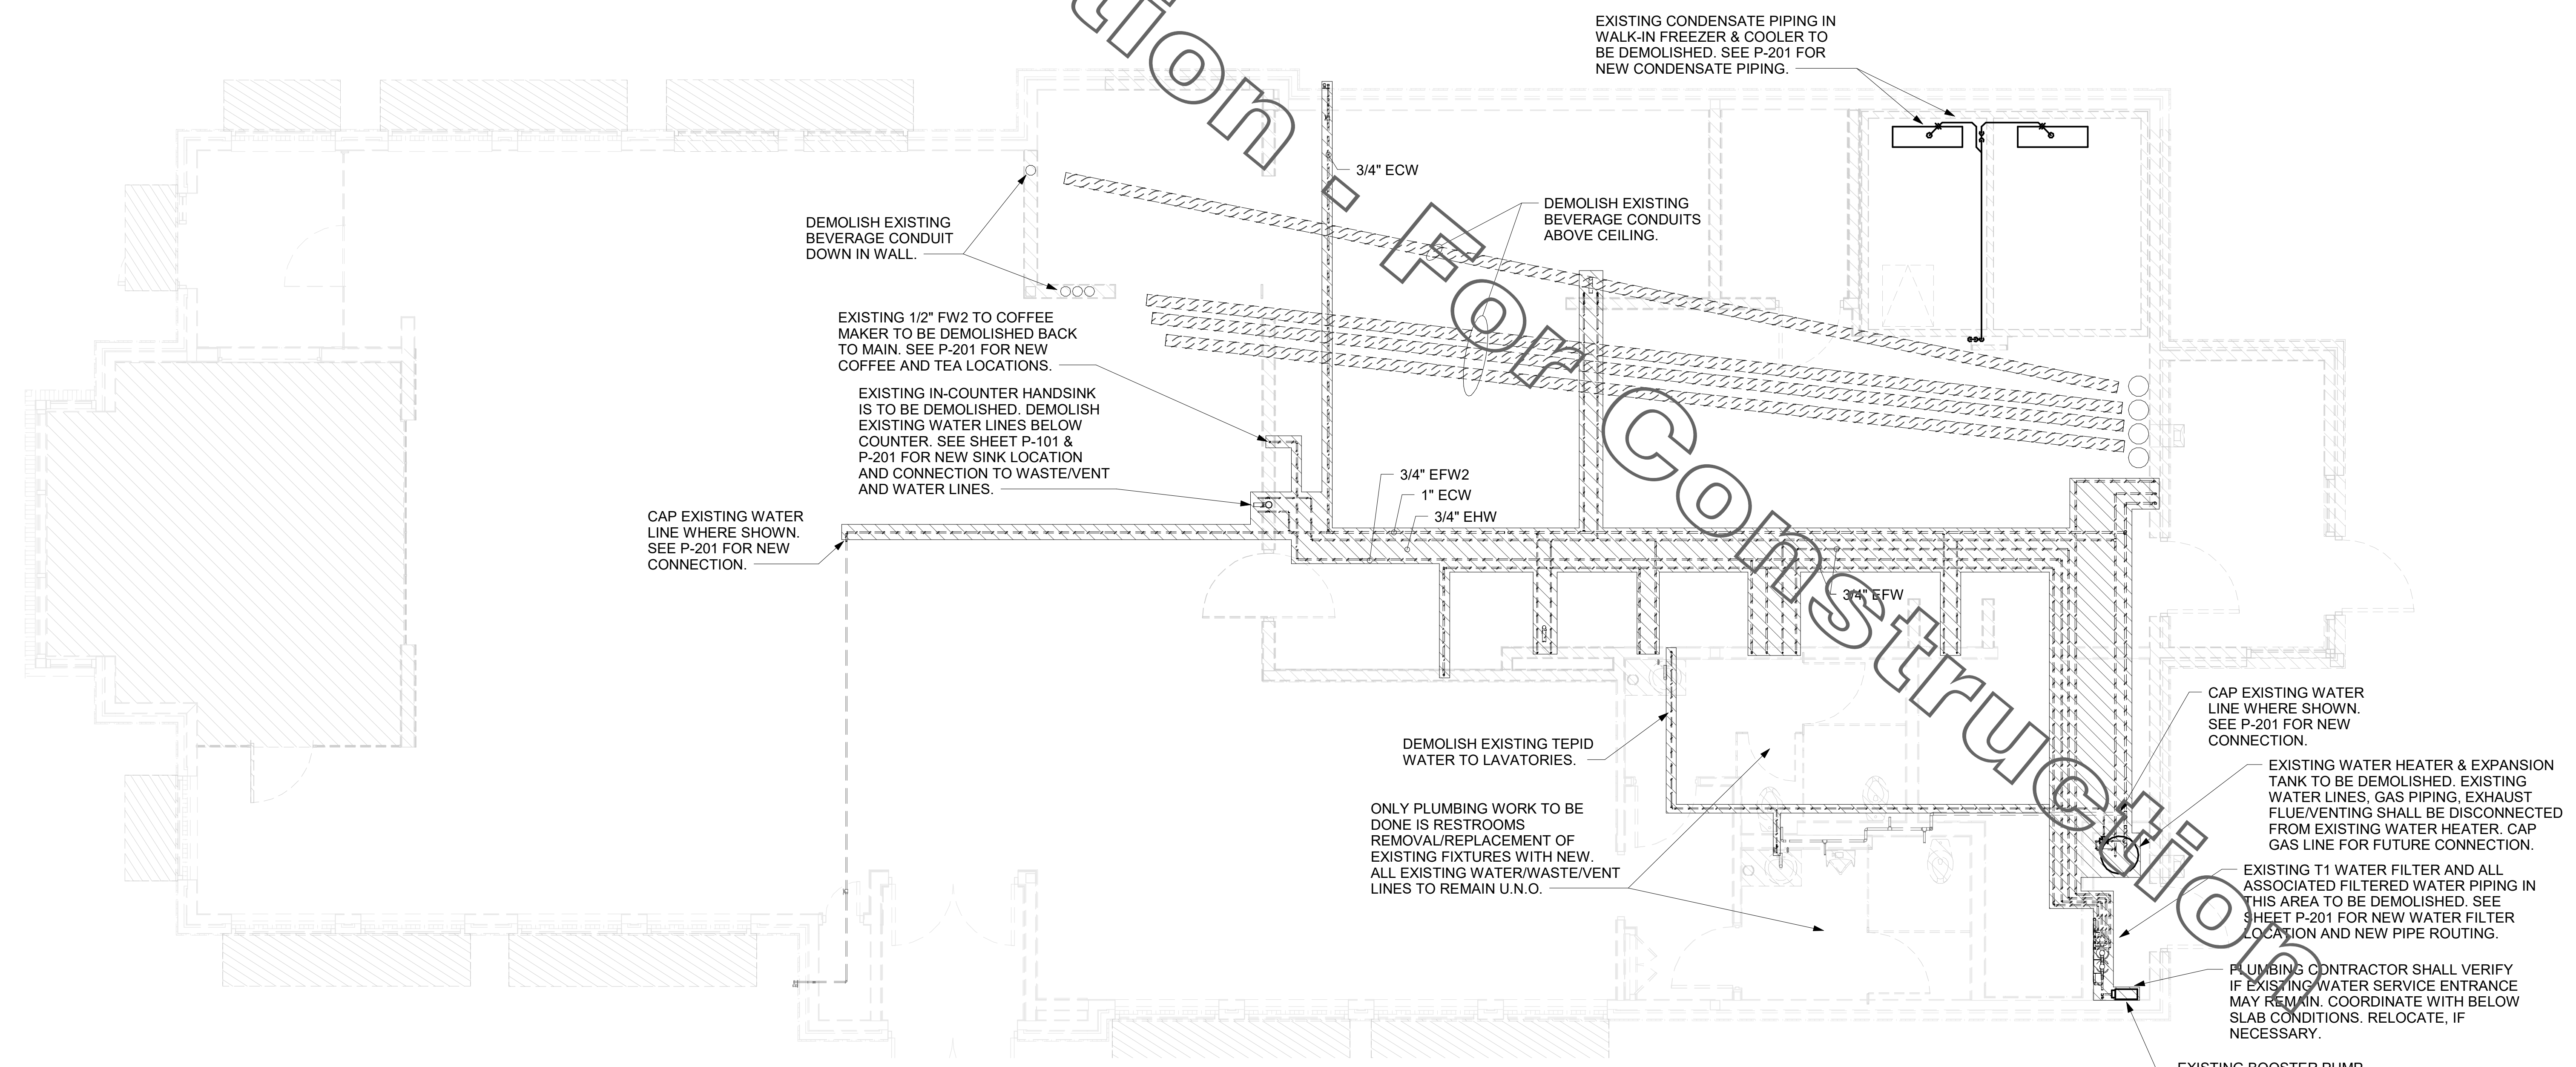 EXISTING CONDENSATE PIPING IN
WALK-IN FREEZER & COOLER TO
BE DEMOLISHED. SEE P-201 FOR
NEW CONDENSATE PIPING.
3/4" ECW
DEMOLISH EXISTING
BEVERAGE CONDUITS
ABOVE CEILING.
DEMOLISH EXISTING
BEVERAGE CONDUIT
DOWN IN WALL.
EXISTING 1/2" FW2 TO COFFEE
MAKER TO BE DEMOLISHED BACK
TO MAIN. SEE P-201 FOR NEW
COFFEE AND TEA LOCATIONS.
EXISTING IN-COUNTER HANDSINK
IS TO BE DEMOLISHED. DEMOLISH
EXISTING WATER LINES BELOW
COUNTER. SEE SHEET P-101 &
P-201 FOR NEW SINK LOCATION
AND CONNECTION TO WASTE/VENT
AND WATER LINES.
3/4" EFW2
1" ECW
3/4" EHW
CAP EXISTING WATER
LINE WHERE SHOWN.
SEE P-201 FOR NEW
CONNECTION.
3/4" EFW
DEMOLISH EXISTING TEPID
WATER TO LAVATORIES.
ONLY PLUMBING WORK TO BE
DONE IS RESTROOMS
REMOVAL/REPLACEMENT OF
EXISTING FIXTURES WITH NEW.
ALL EXISTING WATER/WASTE/VENT
LINES TO REMAIN U.N.O.
CAP EXISTING WATER
LINE WHERE SHOWN.
SEE P-201 FOR NEW
CONNECTION.
EXISTING WATER HEATER & EXPANSION
TANK TO BE DEMOLISHED. EXISTING
WATER LINES, GAS PIPING, EXHAUST
FLUE/VENTING SHALL BE DISCONNECTED
FROM EXISTING WATER HEATER. CAP
GAS LINE FOR FUTURE CONNECTION.
EXISTING T1 WATER FILTER AND ALL
ASSOCIATED FILTERED WATER PIPING IN
THIS AREA TO BE DEMOLISHED. SEE
SHEET P-201 FOR NEW WATER FILTER
LOCATION AND NEW PIPE ROUTING.
PLUMBING CONTRACTOR SHALL VERIFY
IF EXISTING WATER SERVICE ENTRANCE
MAY REMAIN. COORDINATE WITH BELOW
SLAB CONDITIONS. RELOCATE, IF
NECESSARY.
EXISTING BOOSTER PUMP
tion - For Construction